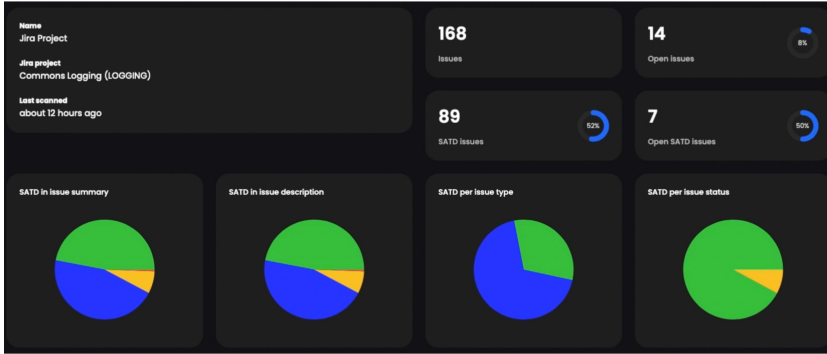 Name
Jira Project
Jira project
Commons Logging (LOGGING)
Last scanned
about 12 hours ago
168
Issues
14
Open issues
8%
89
SATD issues
52%
7
Open SATD issues
50%
SATD in issue summary
SATD in issue description
SATD per issue type
SATD per issue status